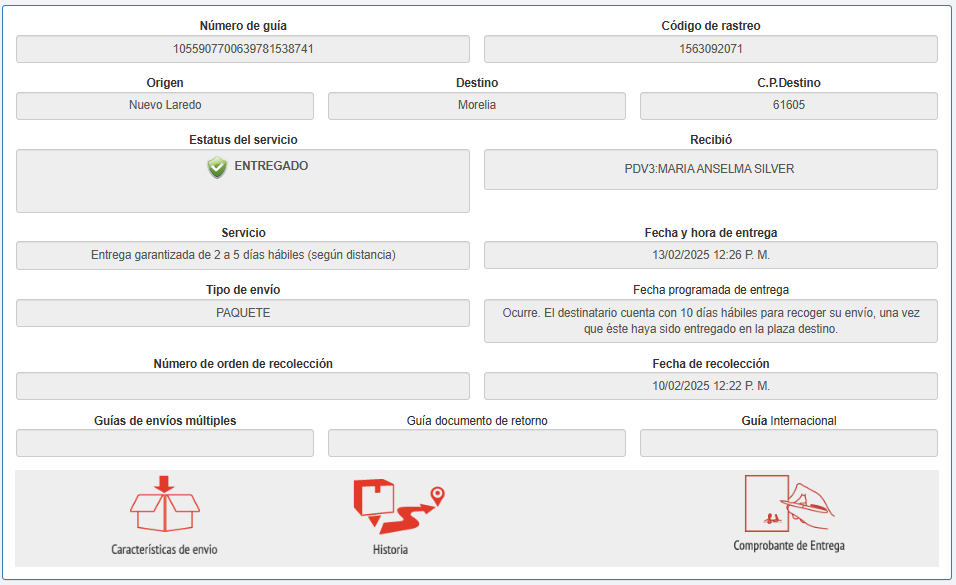 Número de guía
Código de rastreo
1055907700639781538741
1563092071
Origen
Destino
C.P.Destino
Nuevo Laredo
Morelia
61605
Estatus del servicio
Recibió
ENTREGADO
PDV3:MARIA ANSELMA SILVER
Servicio
Fecha y hora de entrega
Entrega garantizada de 2 a 5 días hábiles (según distancia)
13/02/2025 12:26 P. M.
Tipo de envío
Fecha programada de entrega
PAQUETE
Ocurre. El destinatario cuenta con 10 días hábiles para recoger su envío, una vez
que éste haya sido entregado en la plaza destino.
Número de orden de recolección
Fecha de recolección
10/02/2025 12:22 P. M.
Guías de envíos múltiples
Guía documento de retorno
Guía Internacional
Características de envio
Historia
Comprobante de Entrega